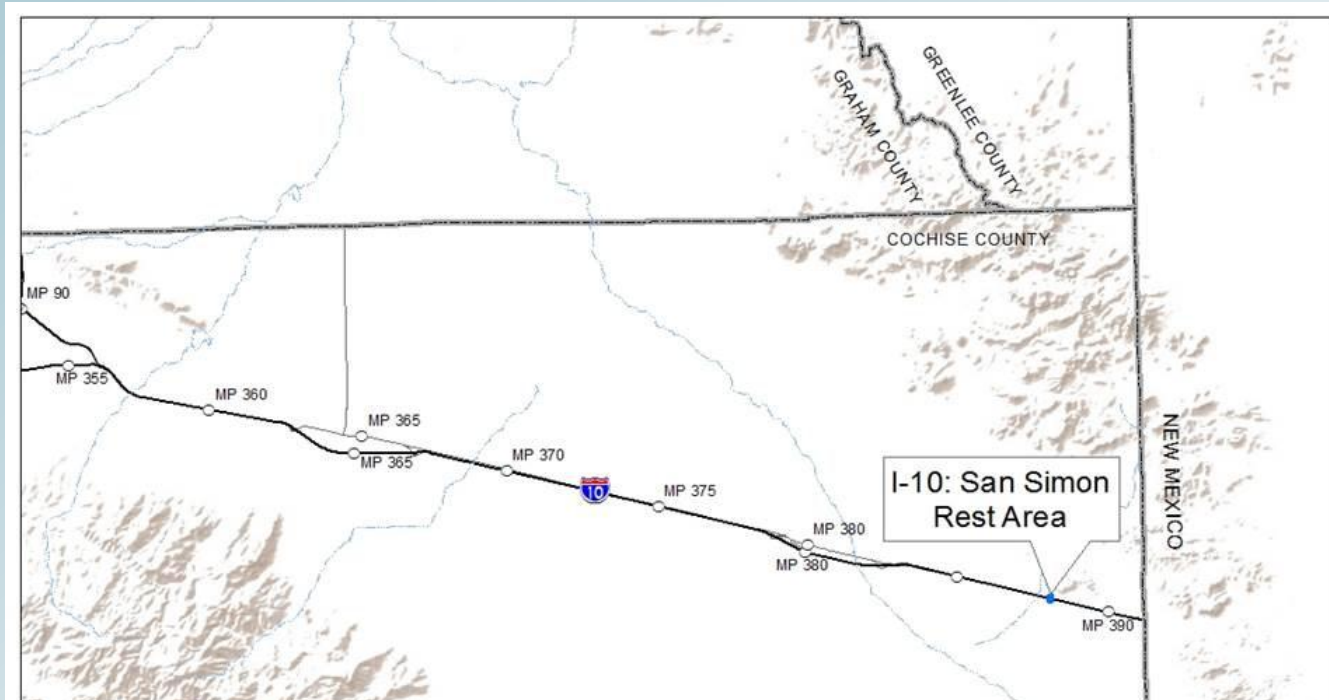 GREENLEE COUNTY
GRAHAM COUNTY
COCHISE COUNTY
MP 90
MP 355
MP 360
MP 365
MP 365
MP 370
10
MP 375
MP 380
MP 380
I-10: San Simon
Rest Area
NEW MEXICO
MP 390